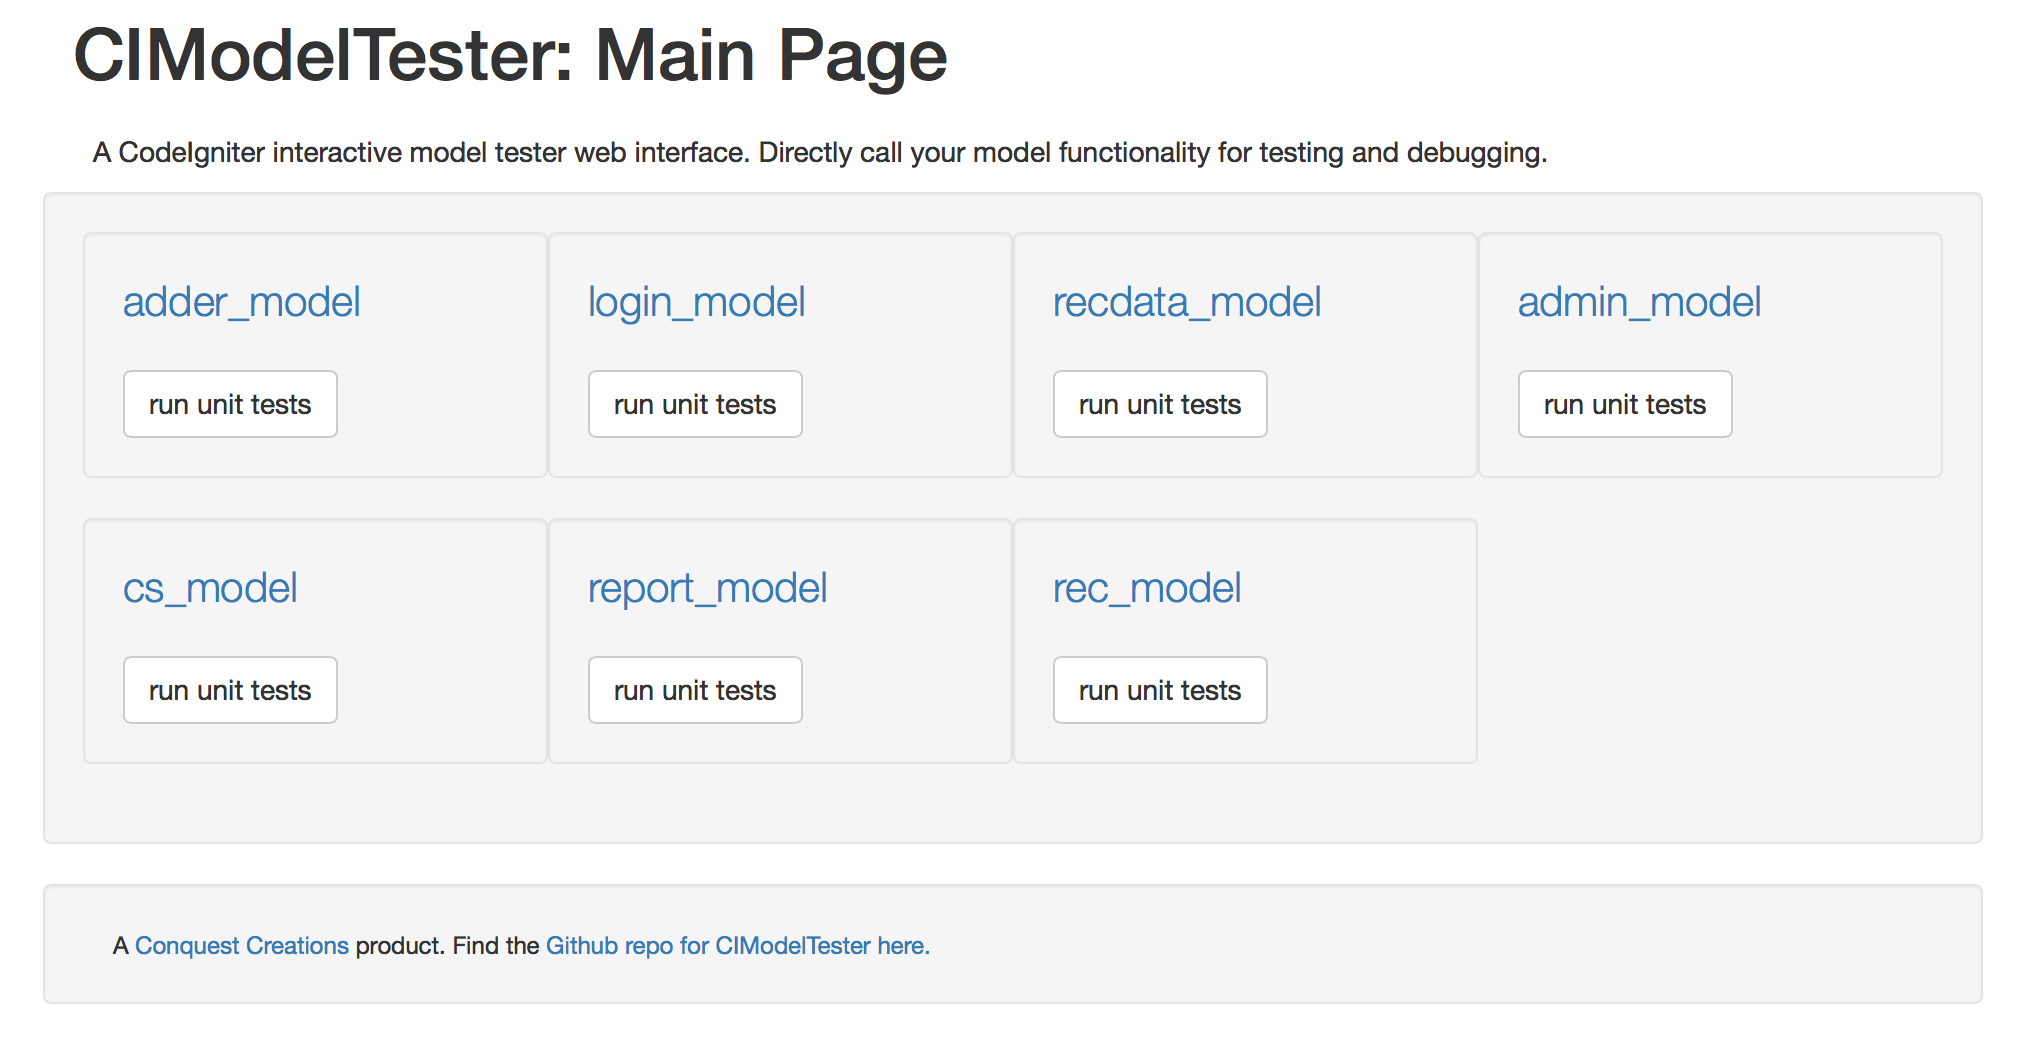 CIModelTester: Main Page
A CodeIgniter interactive model tester web interface. Directly call your model functionality for testing and debugging.
adder_model login_model recdata_model admin_model
run unit tests run unit tests run unit tests run unit tests
cs_model report_model rec_model
run unit tests run unit tests run unit tests
A Conquest Creations product. Find the Github repo for CIModelTester here.